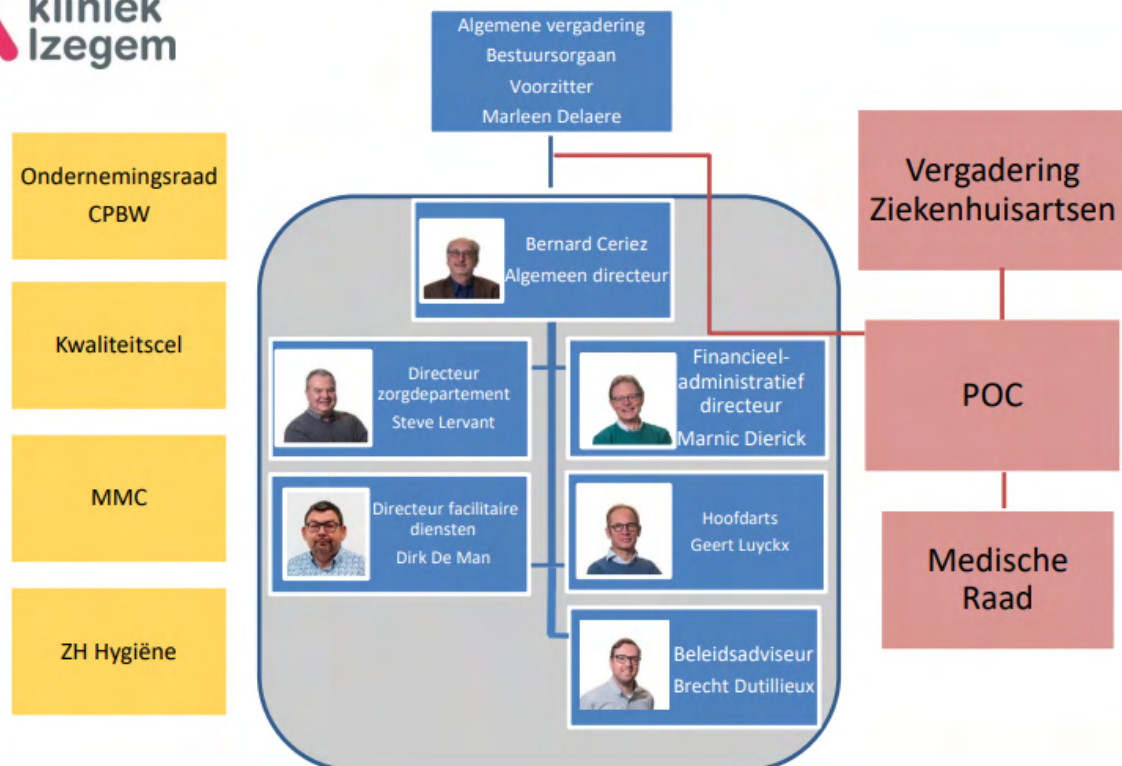 kliniek
Izegem
Algemene vergadering
Bestuursorgaan
Voorzitter
Marleen Delaere
Ondernemingsraad
CPBW
Kwaliteitscel
MMC
ZH Hygiëne
Bernard Ceriez
Algemeen directeur
Directeur
zorgdepartement
Steve Lervant
Financieel-
administratief
directeur
Marnic Dierick
Directeur facilitaire
diensten
Dirk De Man
Hoofdarts
Geert Luyckx
Beleidsadviseur
Brecht Dutillieux
Vergadering
Ziekenhuisartsen
POC
Medische
Raad